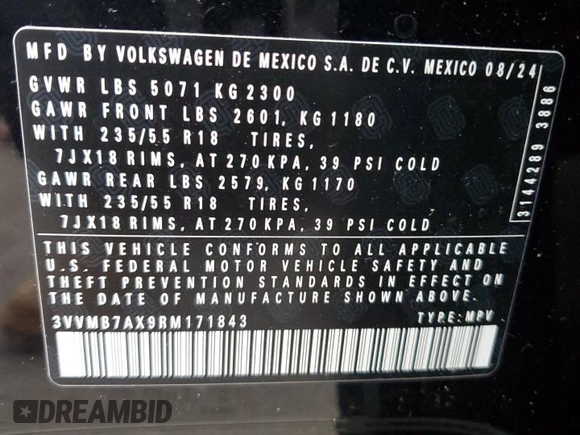 MFD BY VOLKSWAGEN DE MEXICO S.A. DE C.V. MEXICO 08/24
GVWR LBS 5071 KG 2300
GAWR FRONT LBS 2601, KG 1180
WITH 235/55 R18 TIRES,
7JX18 RIMS, AT 270 KPA, 39 PSI COLD
GAWR REAR LBS 2579, KG 1170
WITH 235/55 R18 TIRES,
7JX18 RIMS, AT 270 KPA, 39 PSI COLD
THIS VEHICLE CONFORMS TO ALL APPLICABLE
U.S. FEDERAL MOTOR VEHICLE SAFETY AND
THEFT PREVENTION STANDARDS IN EFFECT ON
THE DATE OF MANUFACTURE SHOWN ABOVE
3VVMB7AX9RM171843 TYPE: MPV
3144289 3886
DREAMBID